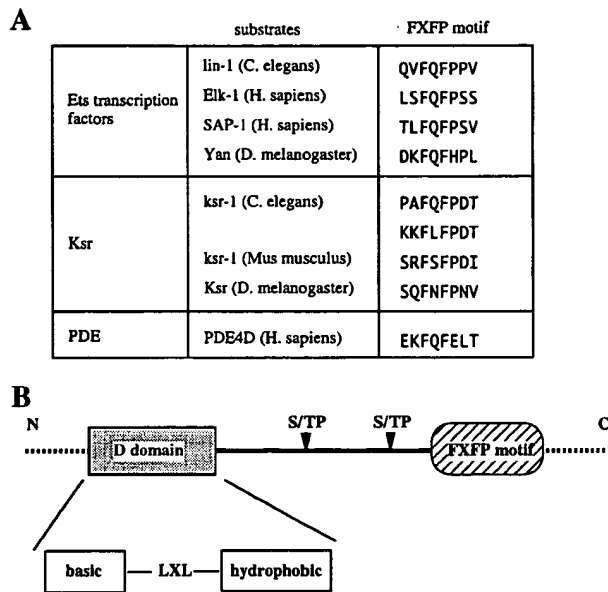 A
substrates FXFP motif
Ets transcription factors
lin-1 (C. elegans) QVFQFPPV
Elk-1 (H. sapiens) LSFQFPSS
SAP-1 (H. sapiens) TLFQFPSV
Yan (D. melanogaster) DKFQFHPL
Ksr
ksr-1 (C. elegans) PAFQFPDT
KKFLFPDT
ksr-1 (Mus musculus) SRFSFPDI
Ksr (D. melanogaster) SQFNFPNV
PDE PDE4D (H. sapiens) EKFQFELT
B
N S/TP S/TP C
D domain FXFP motif
basic LXL hydrophobic